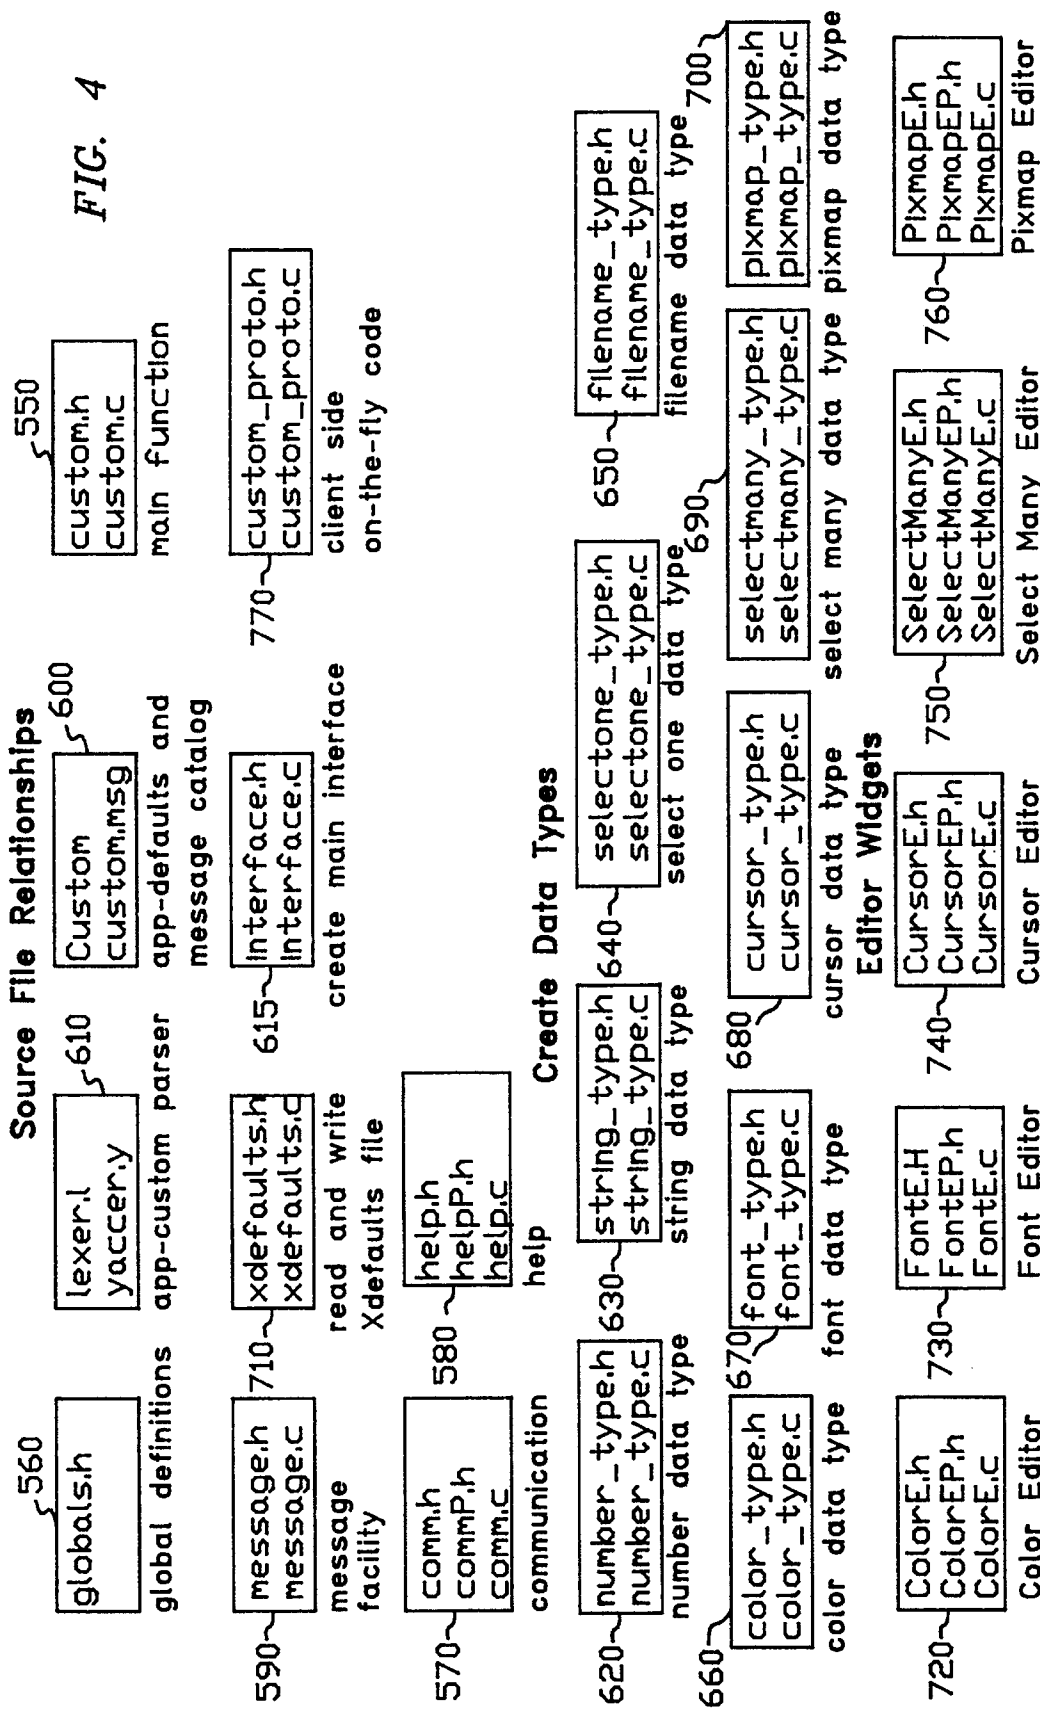 FIG. 4
Source File Relationships
560
globals.h
global definitions
610
lexer.l
yaccer.y
app-custom parser
600
Custom
custom.msg
app-defaults and
message catalog
550
custom.h
custom.c
main function
590
message.h
message.c
message
facility
710
xdefaults.h
xdefaults.c
read and write
Xdefaults file
615
interface.h
interface.c
create main interface
770
custom_proto.h
custom_proto.c
client side
on-the-fly code
570
comm.h
commP.h
comm.c
communication
580
help.h
helpP.h
help.c
help
Create Data Types
620
number_type.h
number_type.c
number data type
630
string_type.h
string_type.c
string data type
640
selectone_type.h
selectone_type.c
select one data type
650
filename_type.h
filename_type.c
filename data type
660
color_type.h
color_type.c
color data type
670
font_type.h
font_type.c
font data type
680
cursor_type.h
cursor_type.c
cursor data type
690
selectmany_type.h
selectmany_type.c
select many data type
700
pixmap_type.h
pixmap_type.c
pixmap data type
Editor Widgets
720
ColorE.h
ColorEP.h
ColorE.c
Color Editor
730
FontE.H
FontEP.h
FontE.c
Font Editor
740
CursorE.h
CursorEP.h
CursorE.c
Cursor Editor
750
SelectManyE.h
SelectManyEP.h
SelectManyE.c
Select Many Editor
760
PixmapE.h
PixmapEP.h
PixmapE.c
Pixmap Editor